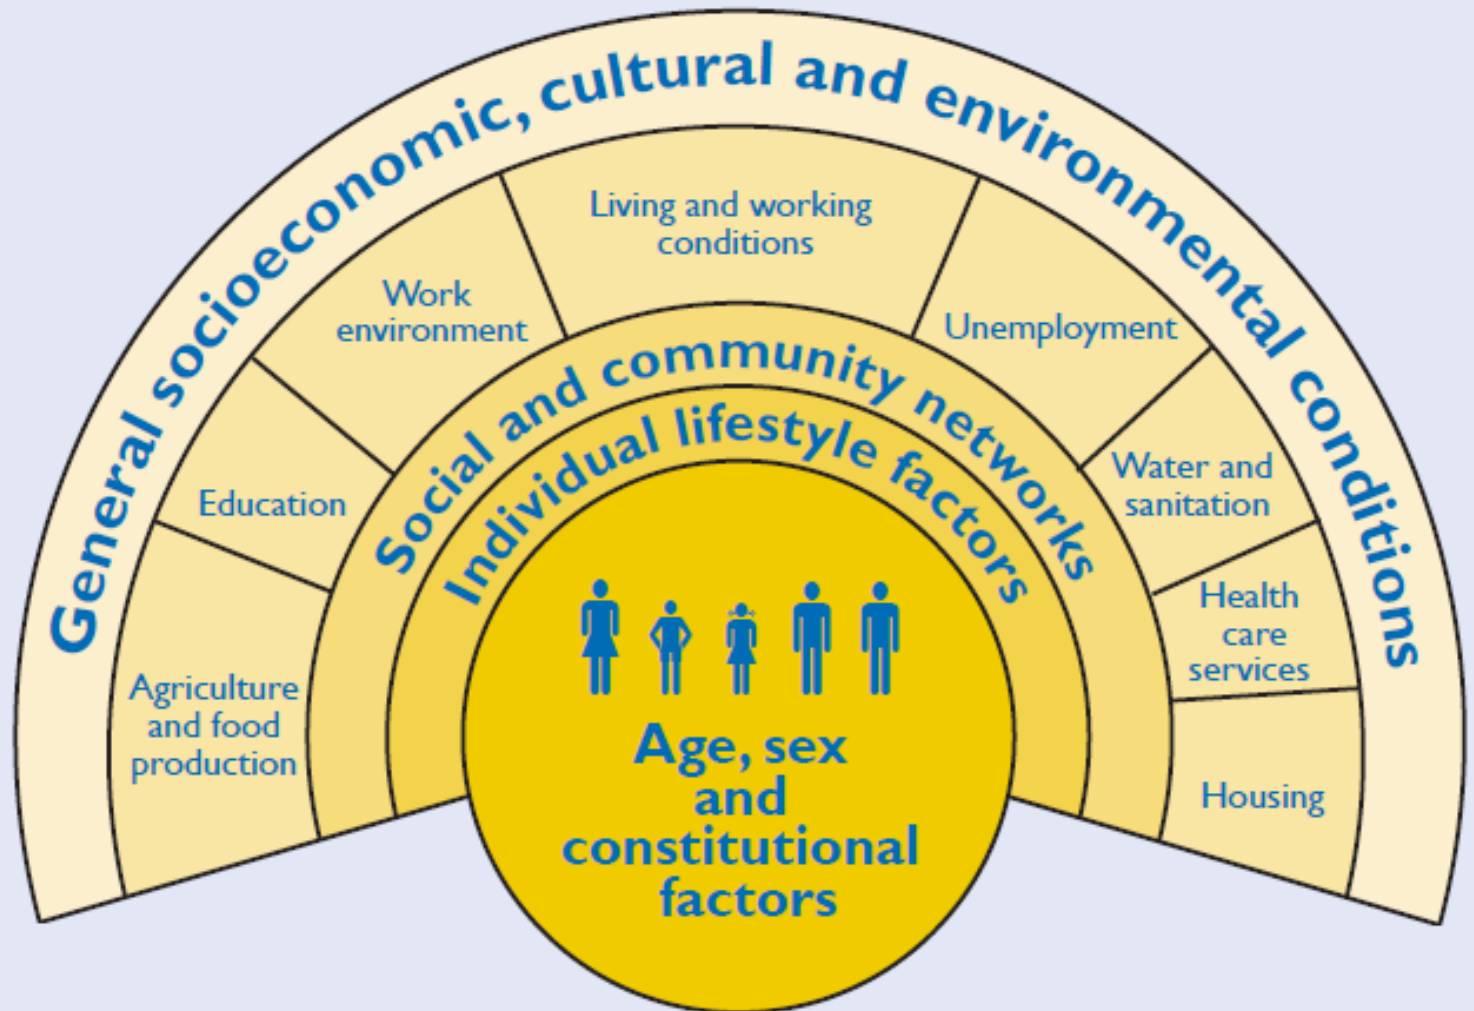 General socioeconomic, cultural and environmental conditions
Living and working
conditions
Work
environment
Unemployment
Education
Water and
sanitation
Agriculture
and food
production
Health
care
services
Housing
Social and community networks
Individual lifestyle factors
Age, sex
and
constitutional
factors